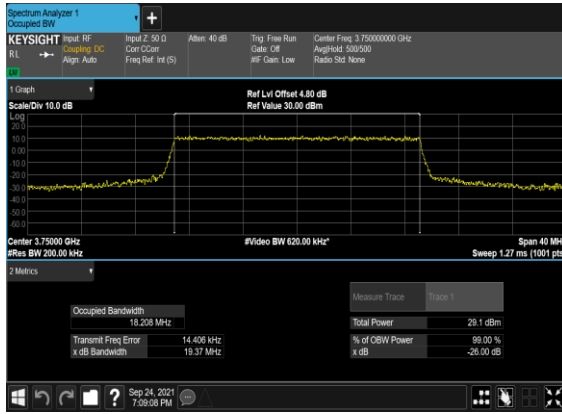 Spectrum Analyzer 1
Occupied BW
+
KEYSIGHT Input: RF Input Z: 50 Ω Atten: 40 dB Trig: Free Run Center Freq: 3.750000000 GHz
RL Coupling: DC Corr CCorr Gate: Off Avg|Hold: 500/500
Align: Auto Freq Ref: Int (S) #IF Gain: Low Radio Std: None
1 Graph
Ref Lvl Offset 4.80 dB
Scale/Div 10.0 dB Ref Value 30.00 dBm
Log
20.0
10.0
0.00
-10.0
-20.0
-30.0
-40.0
-50.0
-60.0
Center 3.75000 GHz #Video BW 620.00 kHz* Span 40 MH
#Res BW 200.00 kHz Sweep 1.27 ms (1001 pts
2 Metrics
Measure Trace Trace 1
Occupied Bandwidth
18.208 MHz Total Power 29.1 dBm
Transmit Freq Error 14.406 kHz % of OBW Power 99.00 %
x dB Bandwidth 19.37 MHz x dB -26.00 dB
? Sep 24, 2021
7:09:08 PM